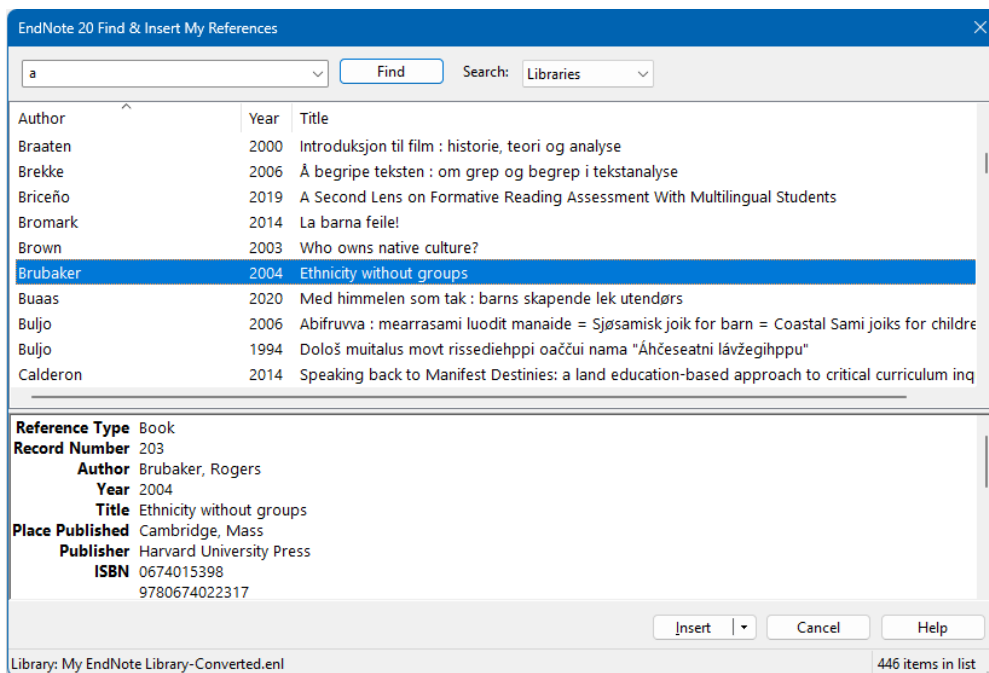 EndNote 20 Find & Insert My References
a Find Search: Libraries
Author Year Title
Braaten 2000 Introduksjon til film : historie, teori og analyse
Brekke 2006 Å begripe teksten : om grep og begrep i tekstanalyse
Briceño 2019 A Second Lens on Formative Reading Assessment With Multilingual Students
Bromark 2014 La barna feile!
Brown 2003 Who owns native culture?
Brubaker 2004 Ethnicity without groups
Buaas 2020 Med himmelen som tak : barns skapende lek utendørs
Buljo 2006 Abifruvva : mearrasami luodit manaide = Sjøsamisk joik for barn = Coastal Sami joiks for childre
Buljo 1994 Dološ muitalus movt rissediehppi oaččui nama "Áhčeseatni lávžegihppu"
Calderon 2014 Speaking back to Manifest Destinies: a land education-based approach to critical curriculum inq
Reference Type Book
Record Number 203
Author Brubaker, Rogers
Year 2004
Title Ethnicity without groups
Place Published Cambridge, Mass
Publisher Harvard University Press
ISBN 0674015398
9780674022317
Insert Cancel Help
Library: My EndNote Library-Converted.enl 446 items in list